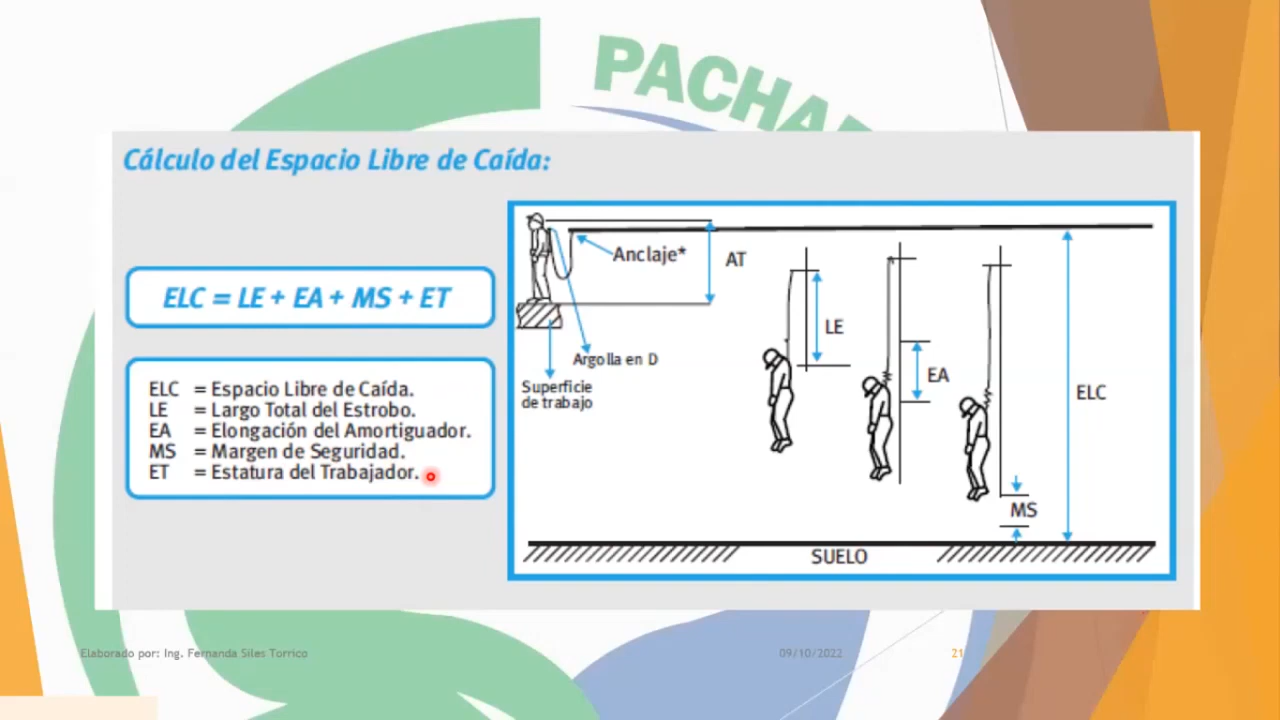 PACHA
Cálculo del Espacio Libre de Caída:
ELC = LE + EA + MS + ET
ELC = Espacio Libre de Caída.
LE = Largo Total del Estrobo.
EA = Elongación del Amortiguador.
MS = Margen de Seguridad.
ET = Estatura del Trabajador.
Anclaje*
AT
Argolla en D
Superficie
de trabajo
LE
EA
ELC
MS
SUELO
Elaborado por: Ing. Fernanda Siles Torrico
09/10/2022
21